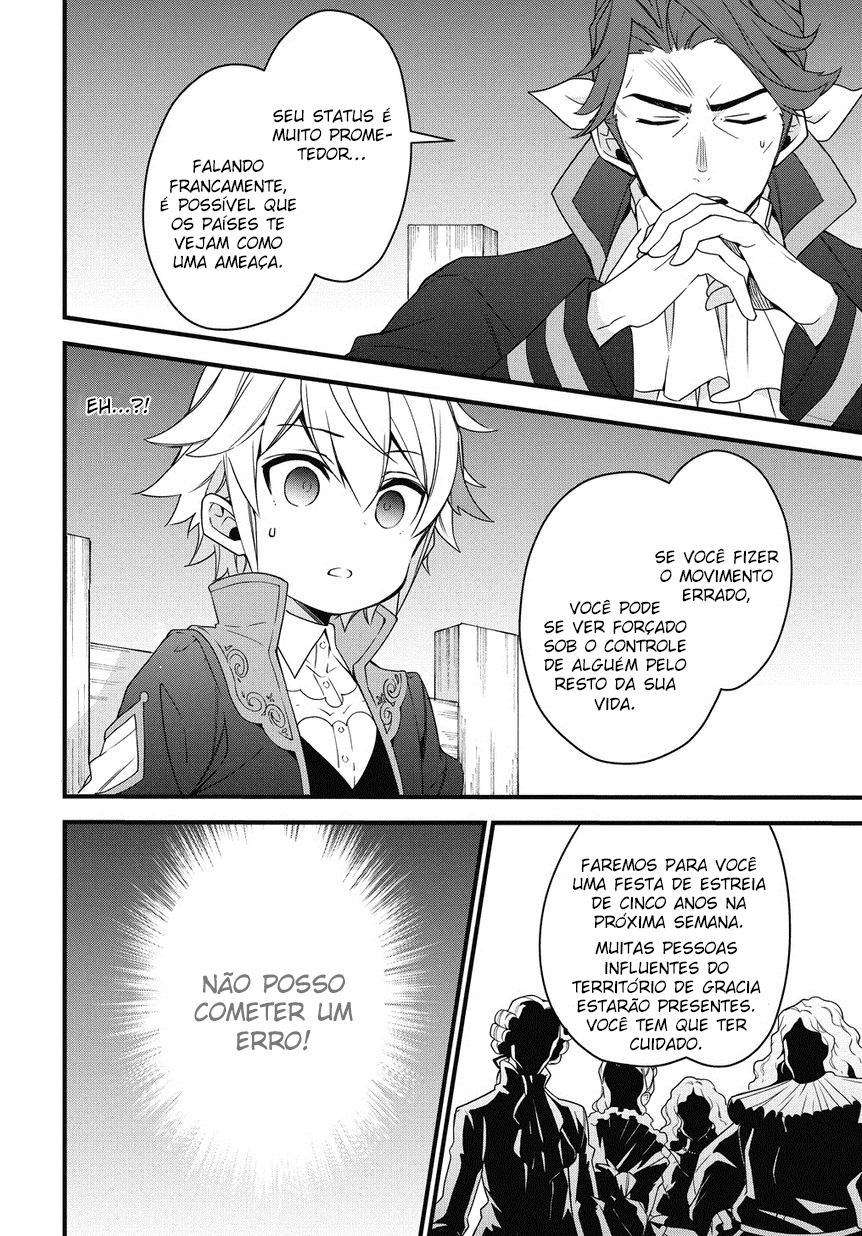 SEU STATUS É
MUITO PROME-
TEDOR...
FALANDO
FRANCAMENTE,
É POSSÍVEL QUE
OS PAÍSES TE
VEJAM COMO
UMA AMEAÇA.
EH...?!
SE VOCÊ FIZER
O MOVIMENTO
ERRADO,
VOCÊ PODE
SE VER FORÇADO
SOB O CONTROLE
DE ALGUÉM PELO
RESTO DA SUA
VIDA.
FAREMOS PARA VOCÊ
UMA FESTA DE ESTREIA
DE CINCO ANOS NA
PRÓXIMA SEMANA.
MUITAS PESSOAS
INFLUENTES DO
TERRITÓRIO DE GRACIA
ESTARÃO PRESENTES.
VOCÊ TEM QUE TER
CUIDADO.
NÃO POSSO
COMETER UM
ERRO!